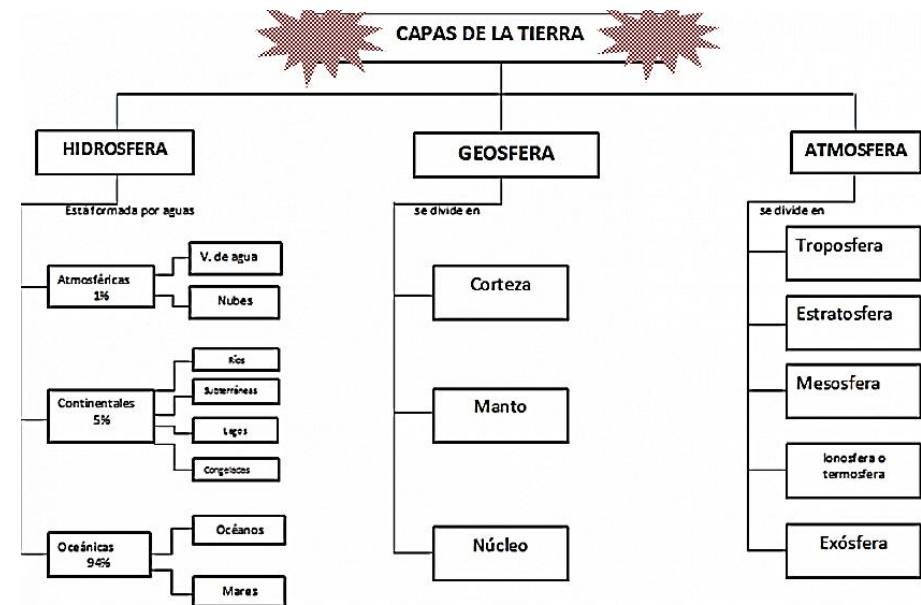 CAPAS DE LA TIERRA
HIDROSFERA
Está formada por aguas
Atmosféricas
1%
V. de agua
Nubes
Continentales
5%
Ríos
Subterráneas
Lagos
Congeladas
Oceánicas
94%
Océanos
Mares
GEOSFERA
se divide en
Corteza
Manto
Núcleo
ATMOSFERA
se divide en
Troposfera
Estratosfera
Mesosfera
Ionosfera o
termosfera
Exósfera